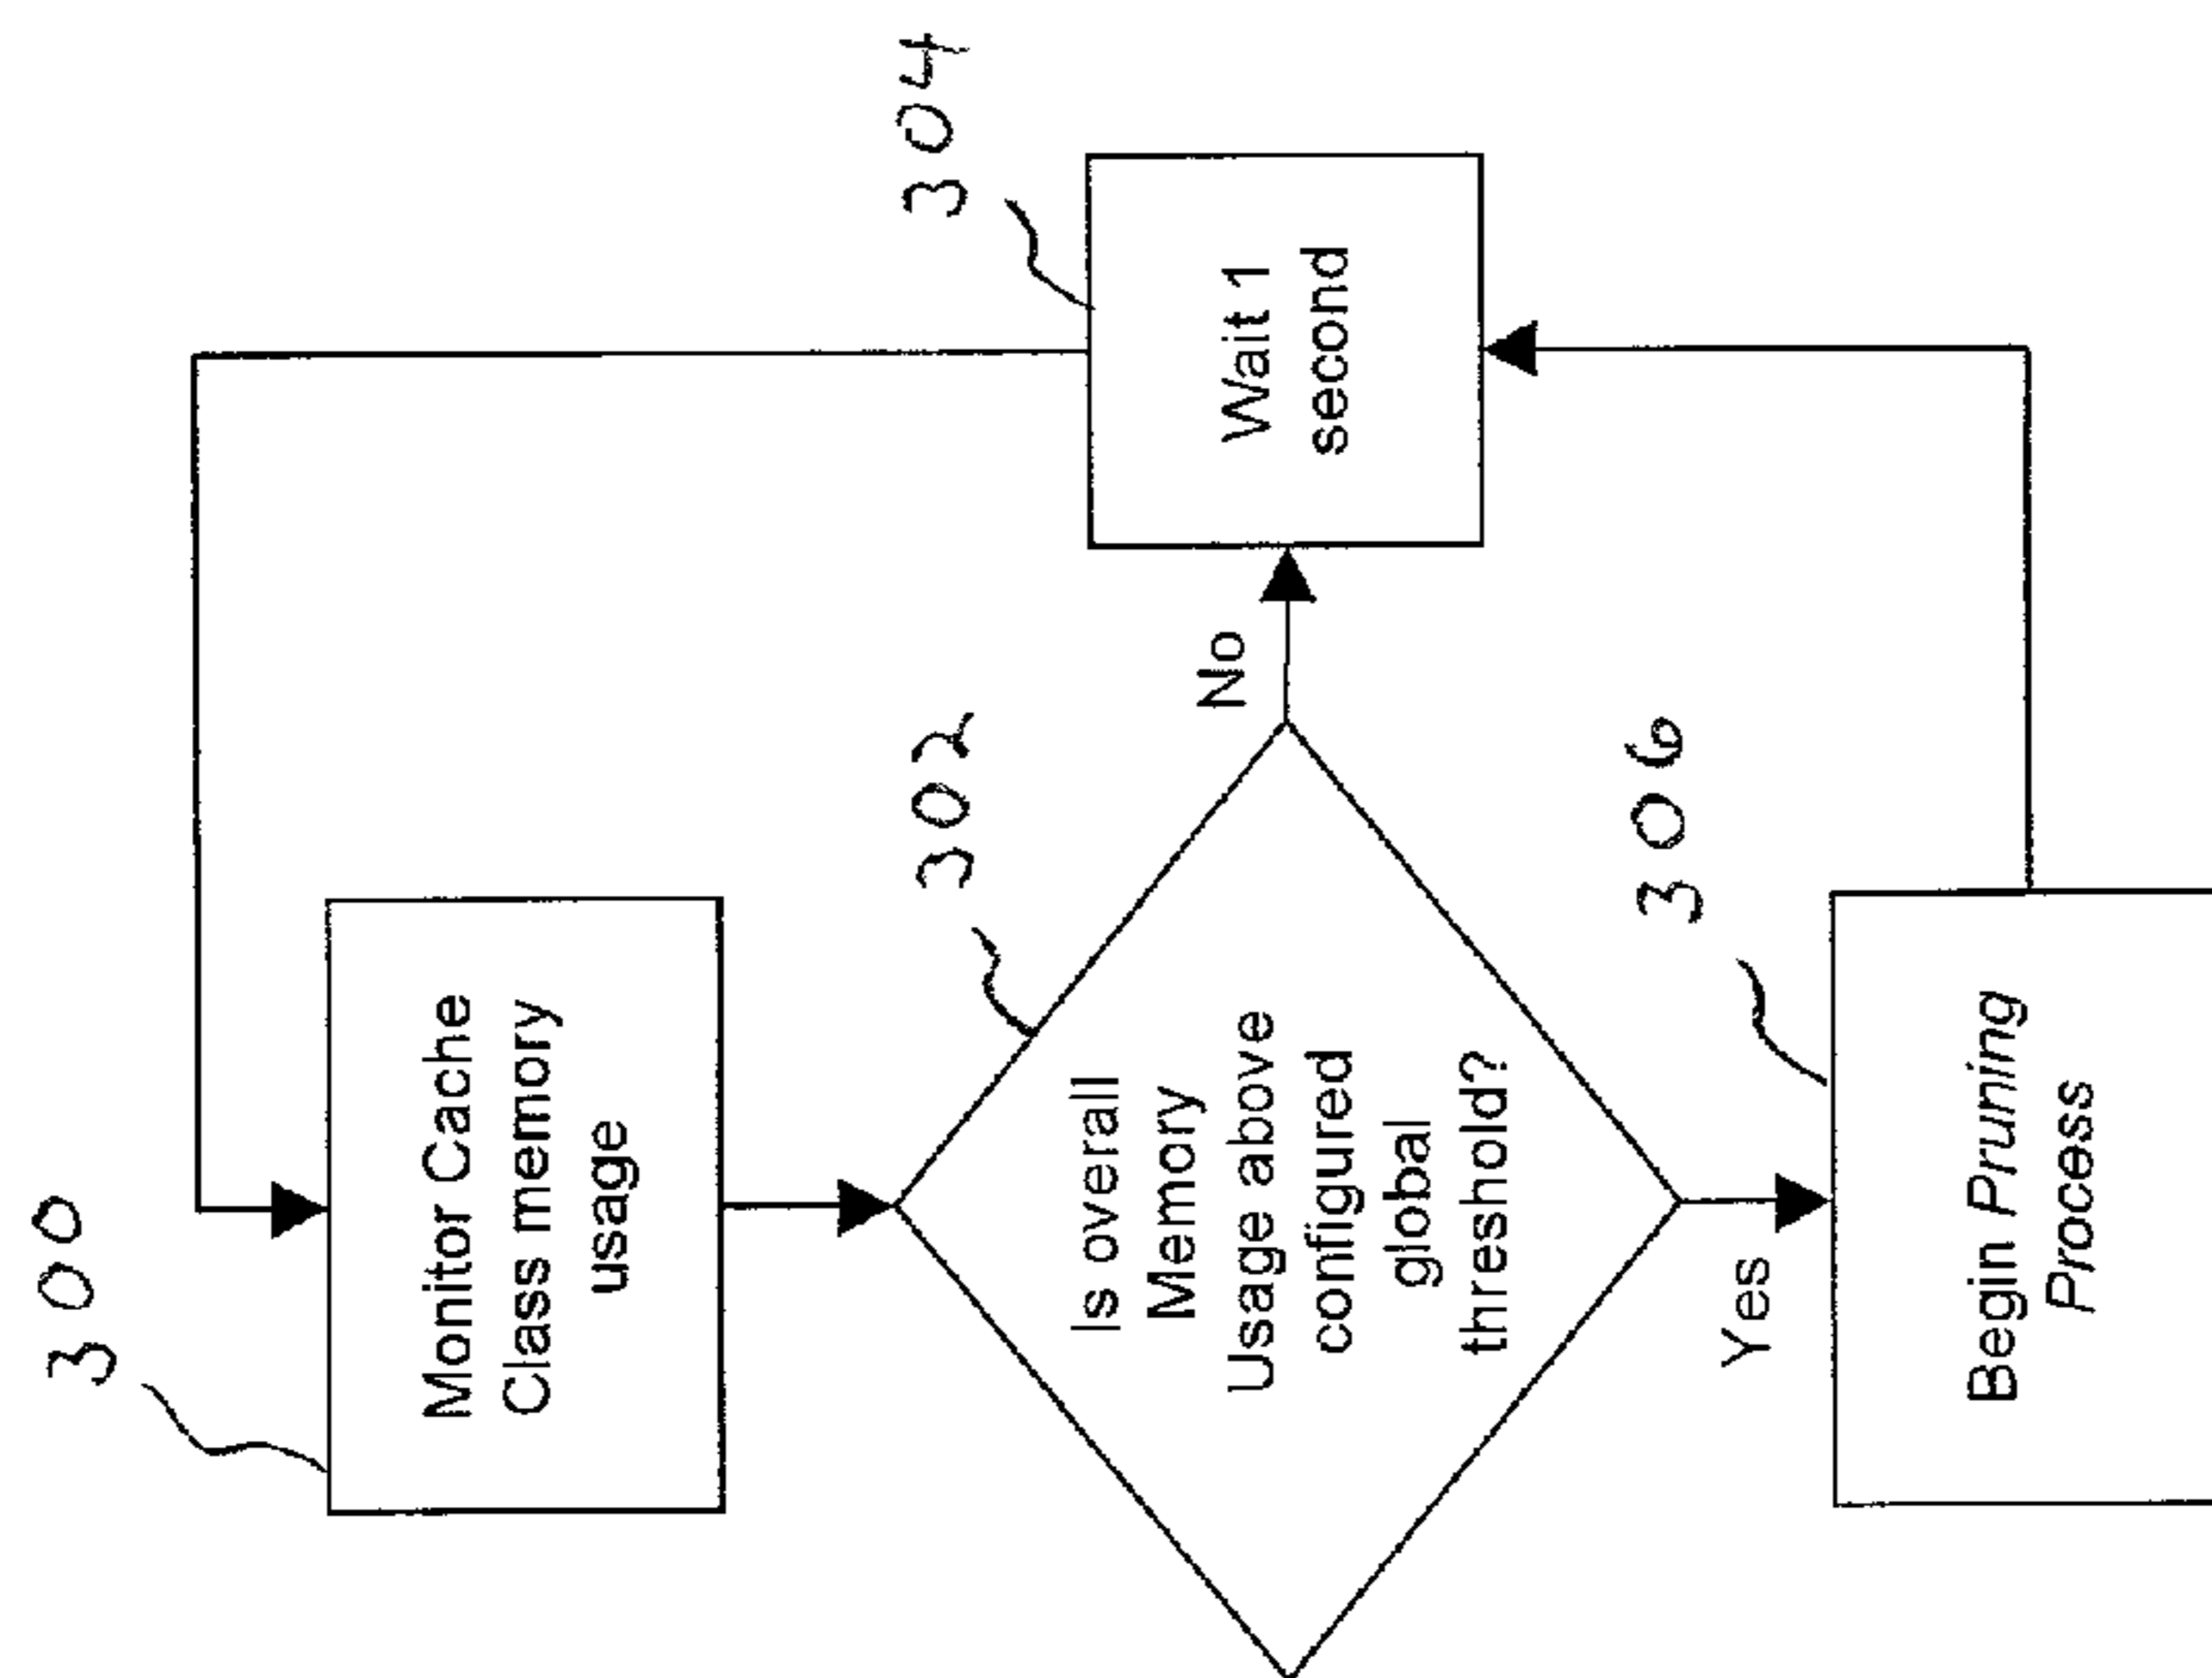 300
Monitor Cache
Class memory
usage
302
Is overall
Memory
Usage above
configured
global
threshold?
No
304
Wait 1
second
Yes
306
Begin Pruning
Process